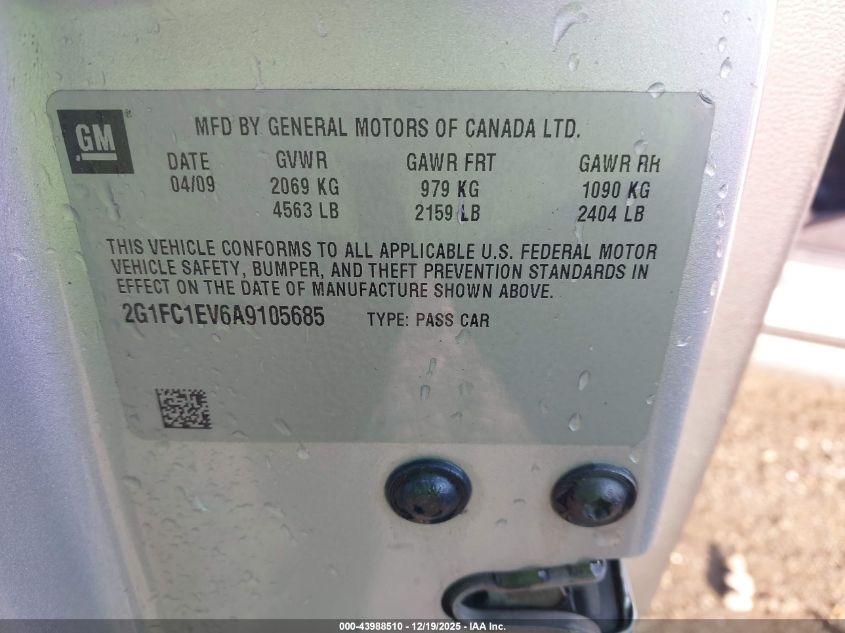 GM
MFD BY GENERAL MOTORS OF CANADA LTD.
DATE GVWR GAWR FRT GAWR RR
04/09 2069 KG 979 KG 1090 KG
4563 LB 2159 LB 2404 LB
THIS VEHICLE CONFORMS TO ALL APPLICABLE U.S. FEDERAL MOTOR
VEHICLE SAFETY, BUMPER, AND THEFT PREVENTION STANDARDS IN
EFFECT ON THE DATE OF MANUFACTURE SHOWN ABOVE.
2G1FC1EV6A9105685 TYPE: PASS CAR
000-43988510 - 12/19/2025 - IAA Inc.